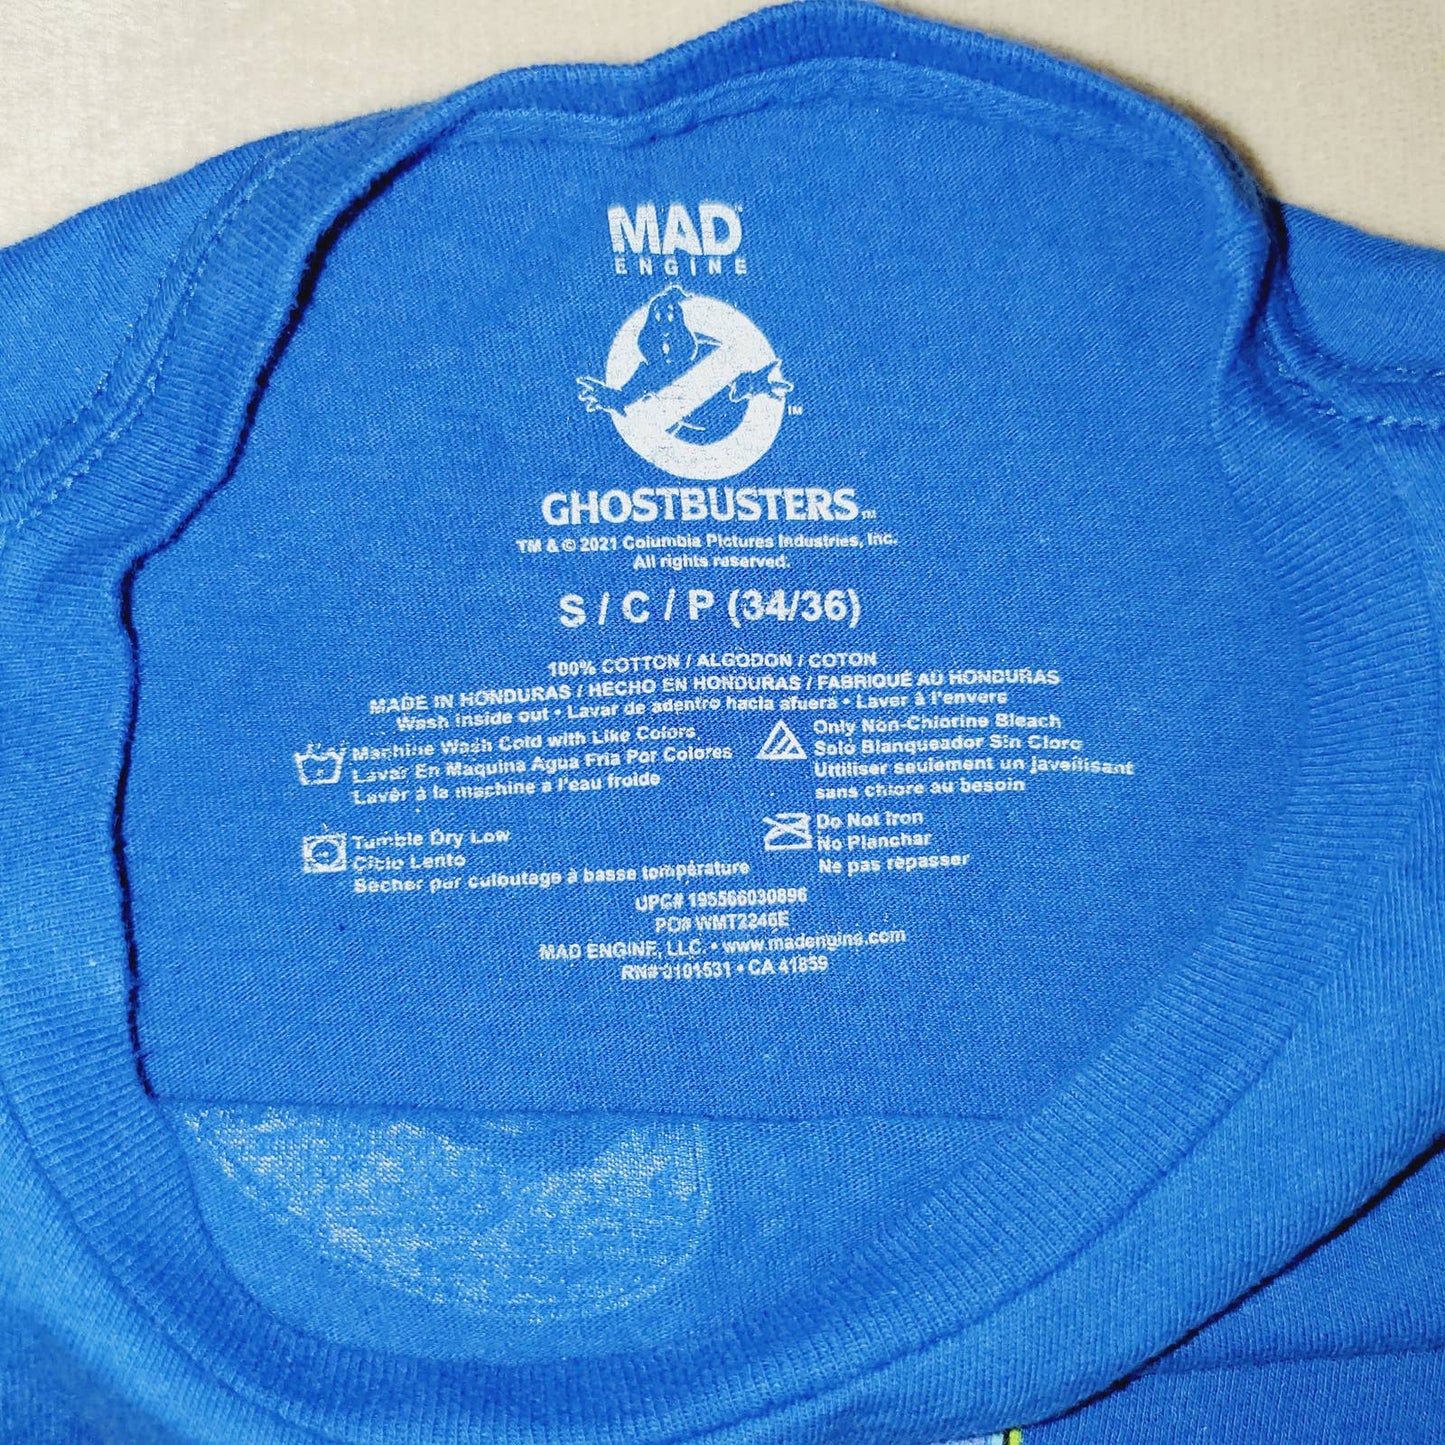 MAD
ENGINE
TM
GHOSTBUSTERS TM
TM & © 2021 Columbia Pictures Industries, Inc.
All rights reserved.
S / C / P (34/36)
100% COTTON / ALGODON / COTON
MADE IN HONDURAS / HECHO EN HONDURAS / FABRIQUÉ AU HONDURAS
Wash inside out • Lavar de adentro hacia afuera • Laver à l'envers
Machine Wash Cold with Like Colors
Lavar En Maquina Agua Fria Por Colores
Lavér à la machine a l'eau froide
Only Non-Chlorine Bleach
Solo Blanqueador Sin Cloro
Uttiliser seulement un javellisant
sans chlore au besoin
Tumble Dry Low
Ciclo Lento
Sécher par culbutage à basse température
Do Not Iron
No Planchar
Ne pas repasser
UPC# 195566030896
PO# WMT2246E
MAD ENGINE, LLC. • www.madengine.com
RN# 0101531 • CA 41859